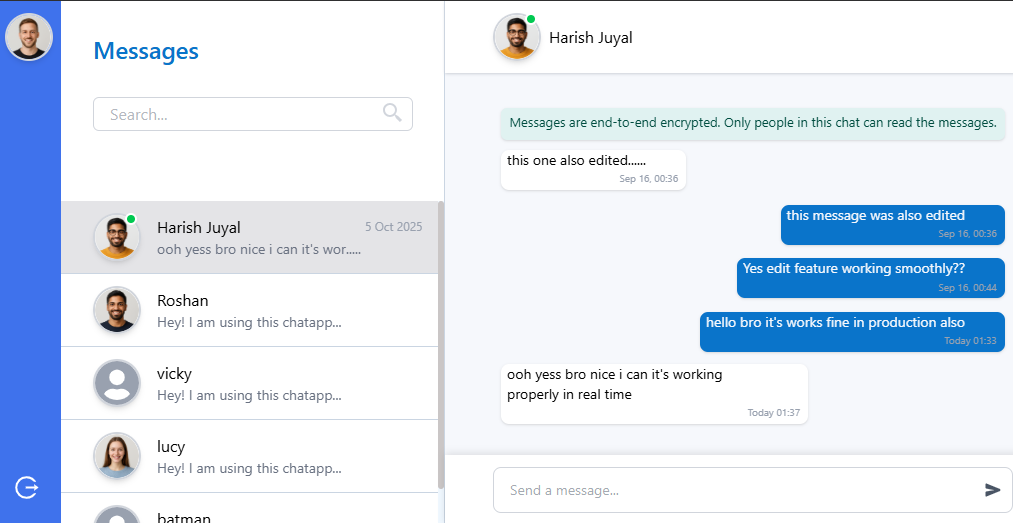 Messages
Search...
Harish Juyal
5 Oct 2025
ooh yess bro nice i can it's wor.....
Roshan
Hey! I am using this chatapp...
vicky
Hey! I am using this chatapp...
lucy
Hey! I am using this chatapp...
batman
Harish Juyal
Messages are end-to-end encrypted. Only people in this chat can read the messages.
this one also edited......
Sep 16, 00:36
this message was also edited
Sep 16, 00:36
Yes edit feature working smoothly??
Sep 16, 00:44
hello bro it's works fine in production also
Today 01:33
ooh yess bro nice i can it's working
properly in real time
Today 01:37
Send a message...